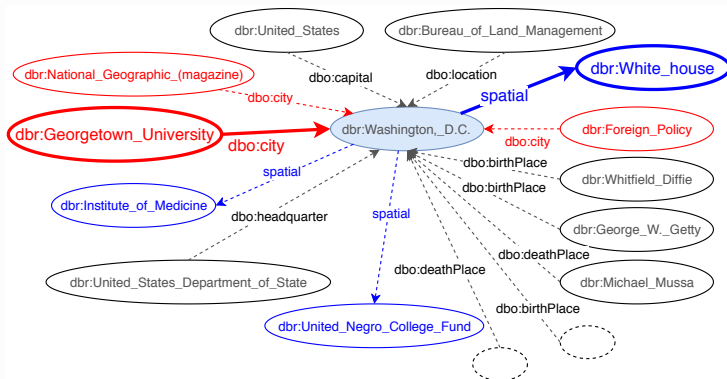 dbr:United_States
dbr:Bureau_of_Land_Management
dbr:National_Geographic_(magazine)
dbo:capital
dbo:location
dbr:White_house
dbo:city
spatial
dbr:Georgetown_University
dbo:city
dbr:Washington,_D.C.
dbo:city
dbr:Foreign_Policy
spatial
dbo:birthPlace
dbr:Whitfield_Diffie
dbo:birthPlace
dbr:Institute_of_Medicine
dbo:headquarter
spatial
dbr:George_W._Getty
dbo:deathPlace
dbo:deathPlace
dbr:United_States_Department_of_State
dbr:Michael_Mussa
dbo:birthPlace
dbr:United_Negro_College_Fund